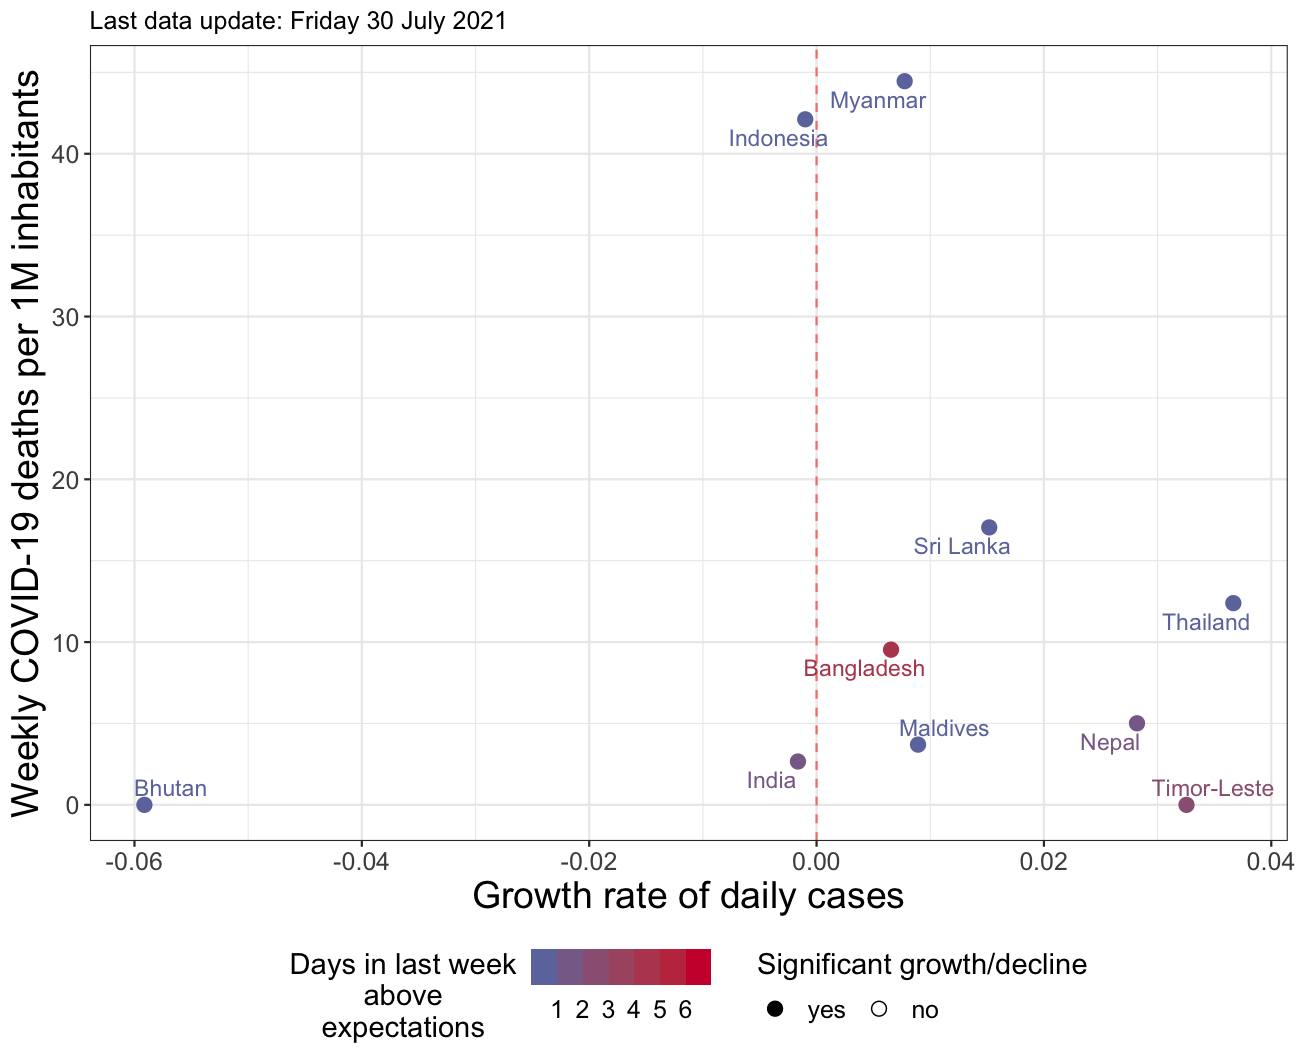 Last data update: Friday 30 July 2021
Weekly COVID-19 deaths per 1M inhabitants
40
30
20
10
0
Myanmar
Indonesia
Sri Lanka
Thailand
Bangladesh
Maldives
Nepal
India
Bhutan
Timor-Leste
-0.06 -0.04 -0.02 0.00 0.02 0.04
Growth rate of daily cases
Days in last week
above
expectations
1 2 3 4 5 6
Significant growth/decline
yes no